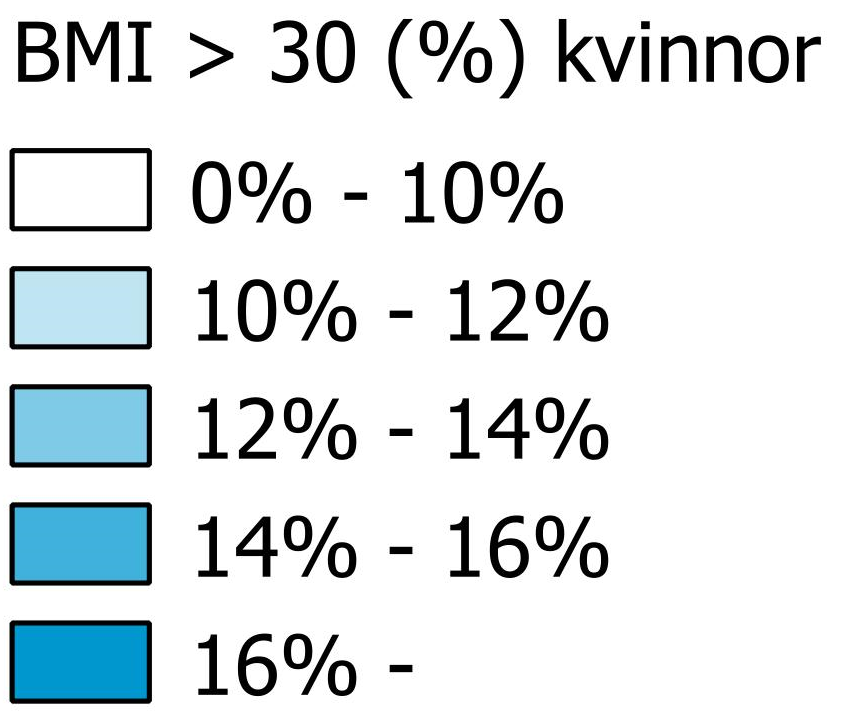 BMI > 30 (%) kvinnor
0% - 10%
10% - 12%
12% - 14%
14% - 16%
16% -